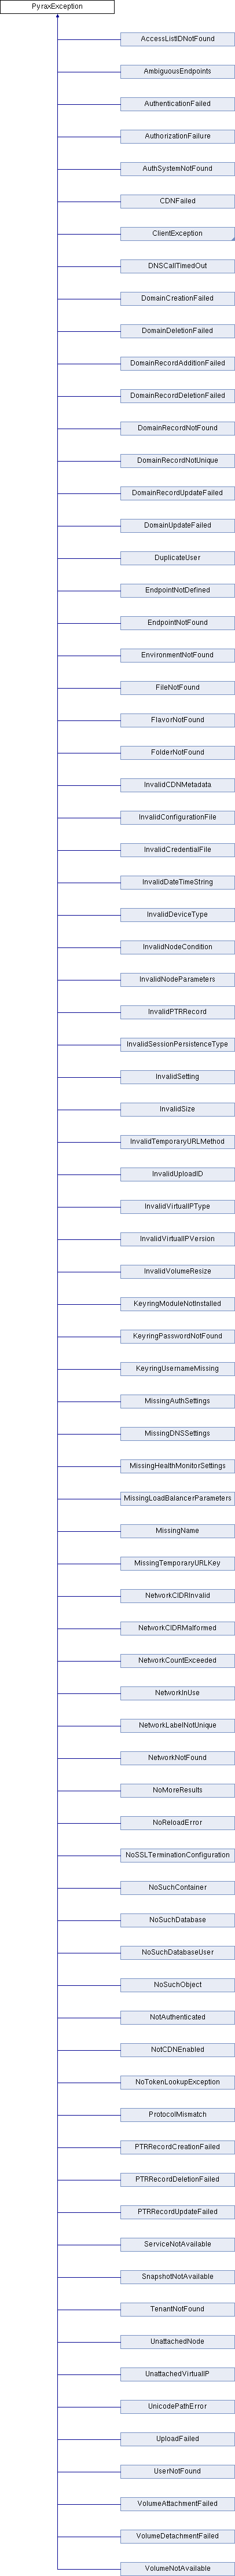 PyraxException
AccessListIDNotFound
AmbiguousEndpoints
AuthenticationFailed
AuthorizationFailure
AuthSystemNotFound
CDNFailed
ClientException
DNSCallTimedOut
DomainCreationFailed
DomainDeletionFailed
DomainRecordAdditionFailed
DomainRecordDeletionFailed
DomainRecordNotFound
DomainRecordNotUnique
DomainRecordUpdateFailed
DomainUpdateFailed
DuplicateUser
EndpointNotDefined
EndpointNotFound
EnvironmentNotFound
FileNotFound
FlavorNotFound
FolderNotFound
InvalidCDNMetadata
InvalidConfigurationFile
InvalidCredentialFile
InvalidDateTimeString
InvalidDeviceType
InvalidNodeCondition
InvalidNodeParameters
InvalidPTRRecord
InvalidSessionPersistenceType
InvalidSetting
InvalidSize
InvalidTemporaryURLMethod
InvalidUploadID
InvalidVirtualIPType
InvalidVirtualIPVersion
InvalidVolumeResize
KeyringModuleNotInstalled
KeyringPasswordNotFound
KeyringUsernameMissing
MissingAuthSettings
MissingDNSSettings
MissingHealthMonitorSettings
MissingLoadBalancerParameters
MissingName
MissingTemporaryURLKey
NetworkCIDRInvalid
NetworkCIDRMalformed
NetworkCountExceeded
NetworkInUse
NetworkLabelNotUnique
NetworkNotFound
NoMoreResults
NoReloadError
NoSSLTerminationConfiguration
NoSuchContainer
NoSuchDatabase
NoSuchDatabaseUser
NoSuchObject
NotAuthenticated
NotCDNEnabled
NoTokenLookupException
ProtocolMismatch
PTRRecordCreationFailed
PTRRecordDeletionFailed
PTRRecordUpdateFailed
ServiceNotAvailable
SnapshotNotAvailable
TenantNotFound
UnattachedNode
UnattachedVirtualIP
UnicodePathError
UploadFailed
UserNotFound
VolumeAttachmentFailed
VolumeDetachmentFailed
VolumeNotAvailable